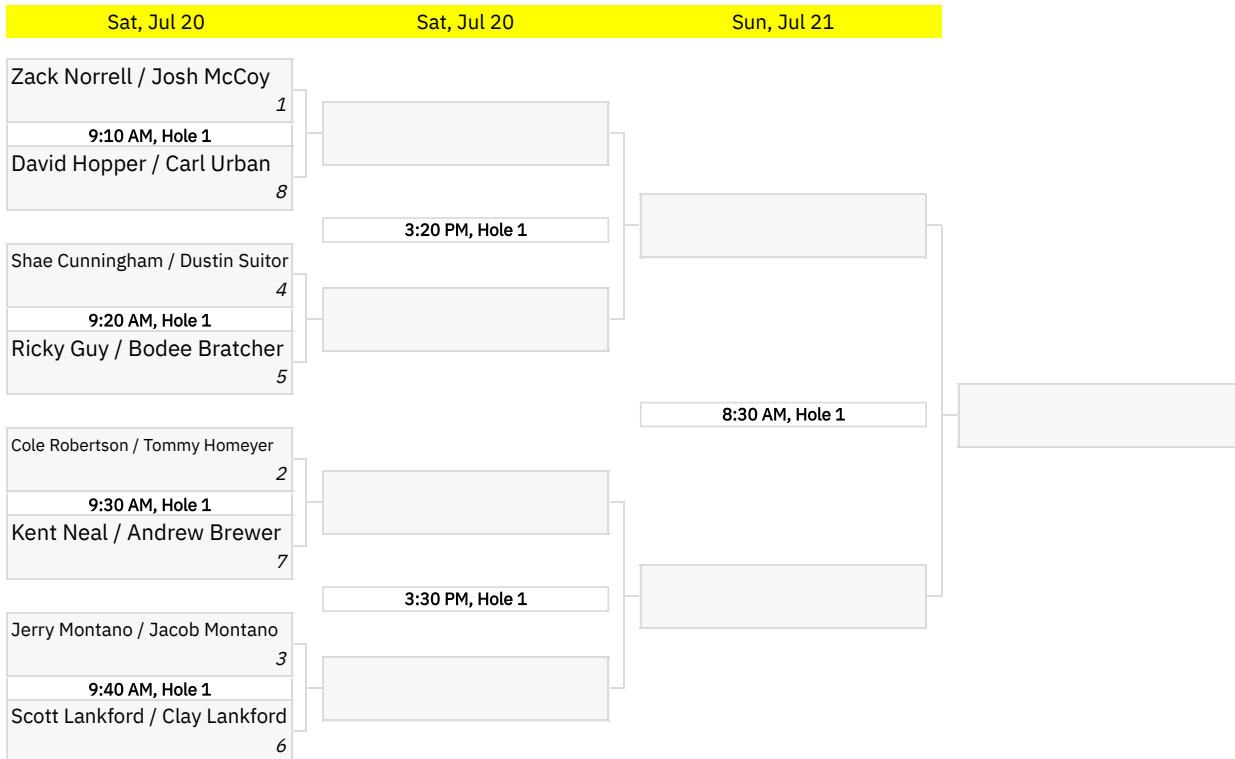 Sat, Jul 20
Sat, Jul 20
Sun, Jul 21
Zack Norrell / Josh McCoy
1
9:10 AM, Hole 1
David Hopper / Carl Urban
8
3:20 PM, Hole 1
Shae Cunningham / Dustin Suitor
4
9:20 AM, Hole 1
Ricky Guy / Bodee Bratcher
5
8:30 AM, Hole 1
Cole Robertson / Tommy Homeyer
2
9:30 AM, Hole 1
Kent Neal / Andrew Brewer
7
3:30 PM, Hole 1
Jerry Montano / Jacob Montano
3
9:40 AM, Hole 1
Scott Lankford / Clay Lankford
6